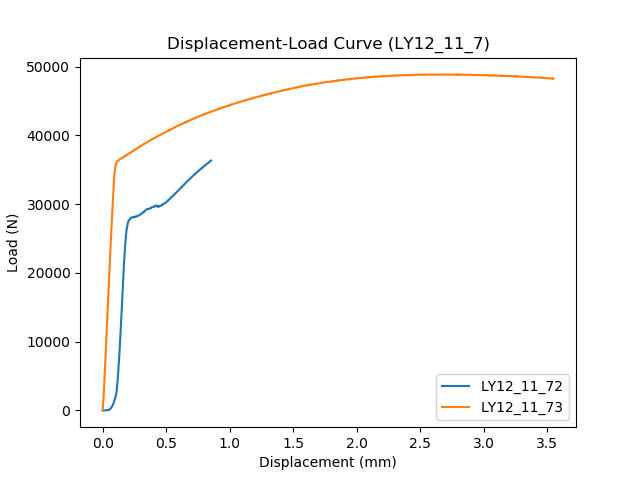 Displacement-Load Curve (LY12_11_7)
Load (N)
50000
40000
30000
20000
10000
0
LY12_11_72
LY12_11_73
0.0 0.5 1.0 1.5 2.0 2.5 3.0 3.5
Displacement (mm)